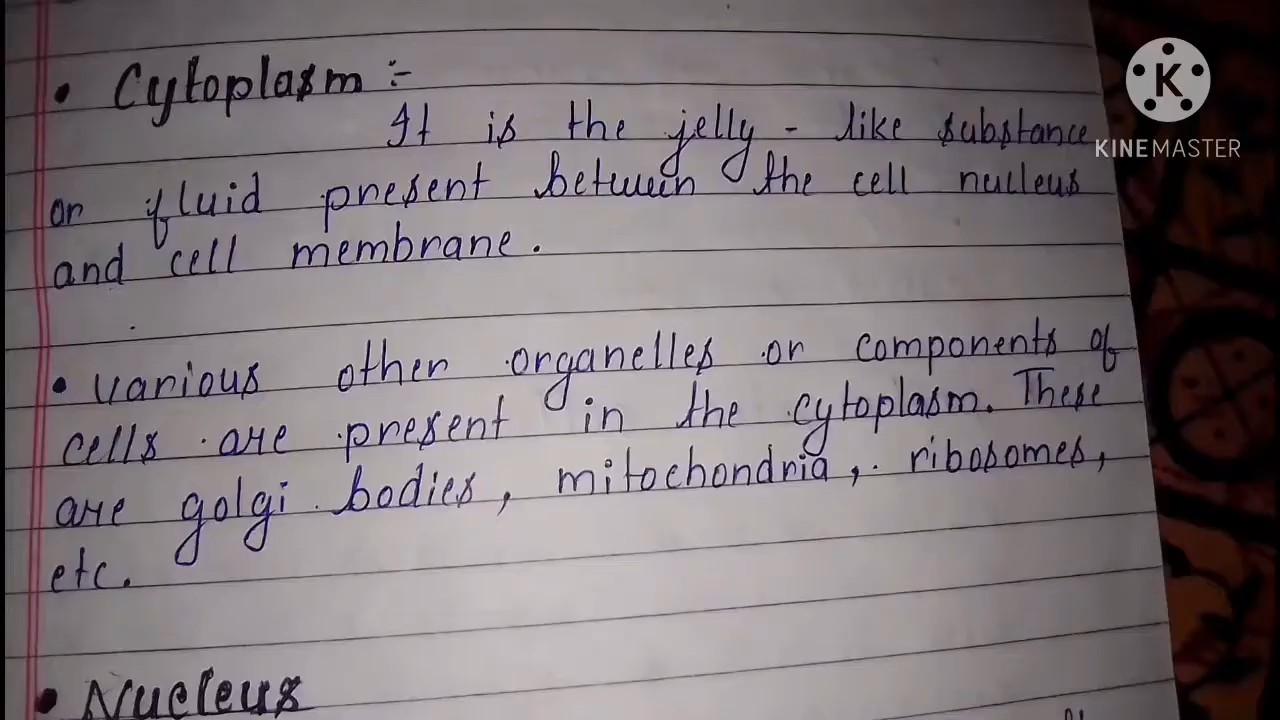 • Cytoplasm :-
It is the jelly - like substance
or fluid present between the cell nucleus
and cell membrane.
• Various other organelles or components of
cells are present in the cytoplasm. These
are golgi bodies, mitochondria, ribosomes,
etc.
• Nucleus
K
KINEMASTER